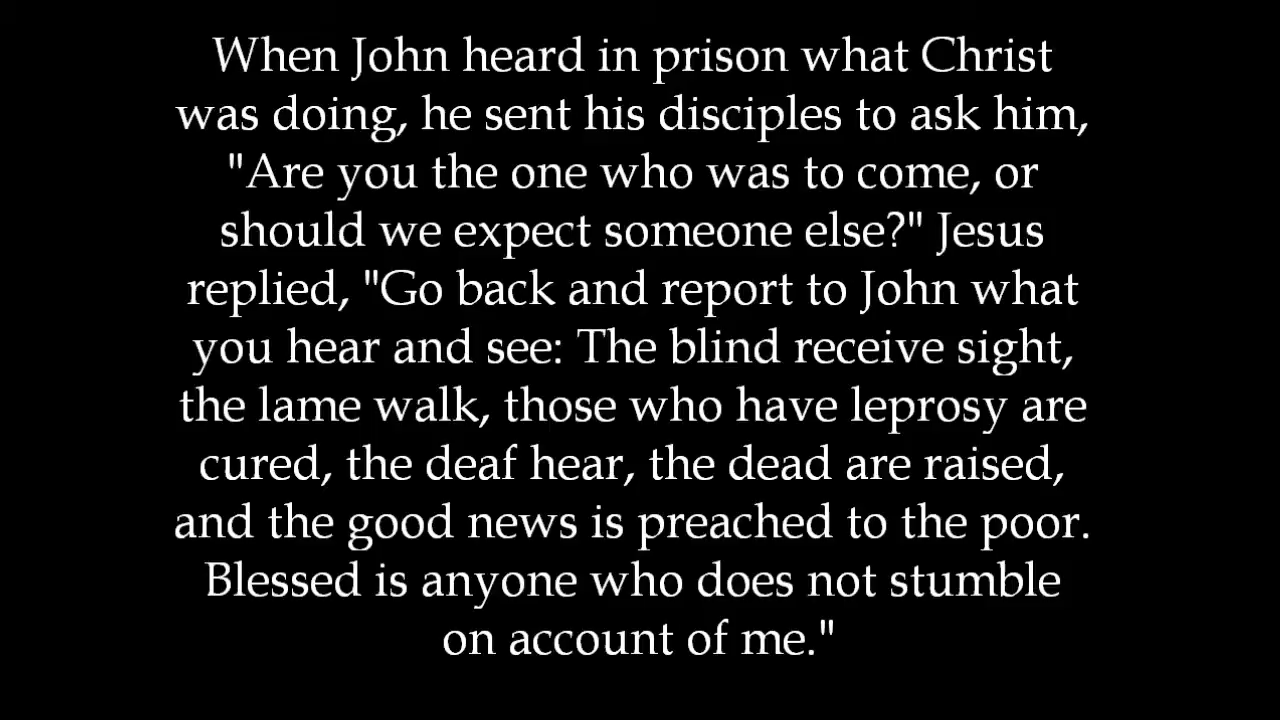 When John heard in prison what Christ
was doing, he sent his disciples to ask him,
"Are you the one who was to come, or
should we expect someone else?" Jesus
replied, "Go back and report to John what
you hear and see: The blind receive sight,
the lame walk, those who have leprosy are
cured, the deaf hear, the dead are raised,
and the good news is preached to the poor.
Blessed is anyone who does not stumble
on account of me."